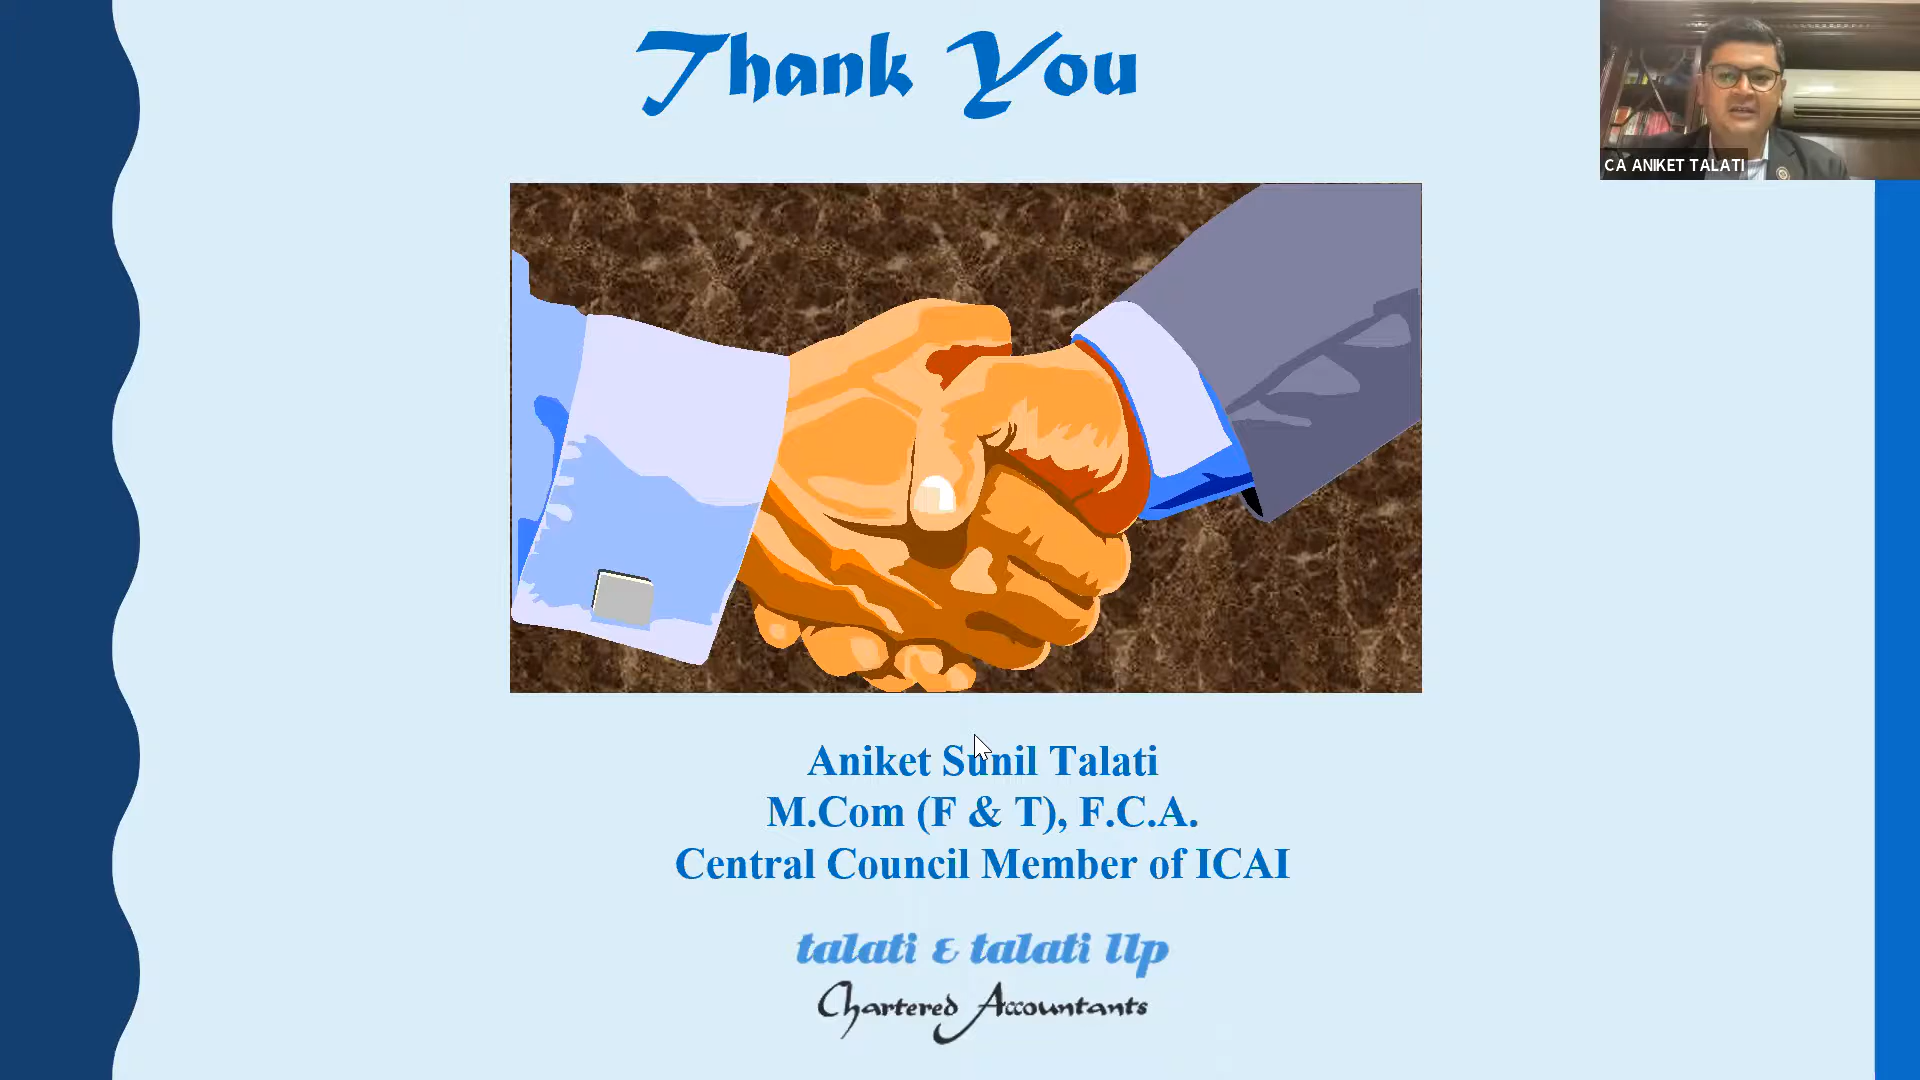 Thank You
CA ANIKET TALATI
Aniket Sunil Talati
M.Com (F & T), F.C.A.
Central Council Member of ICAI
talati & talati llp
Chartered Accountants